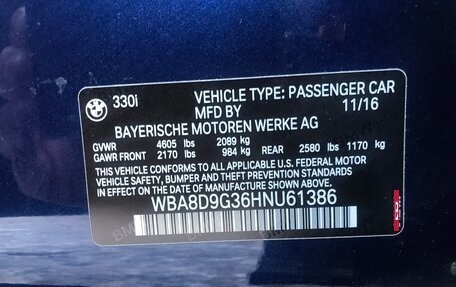 330i VEHICLE TYPE: PASSENGER CAR
MFD BY 11/16
BAYERISCHE MOTOREN WERKE AG
GVWR 4605 lbs 2089 kg
GAWR FRONT 2170 lbs 984 kg REAR 2580 lbs 1170 kg
THIS VEHICLE CONFORMS TO ALL APPLICABLE U.S. FEDERAL MOTOR
VEHICLE SAFETY, BUMPER AND THEFT PREVENTION STANDARDS IN
EFFECT ON THE DATE OF MANUFACTURE SHOWN ABOVE.
WBA8D9G36HNU61386